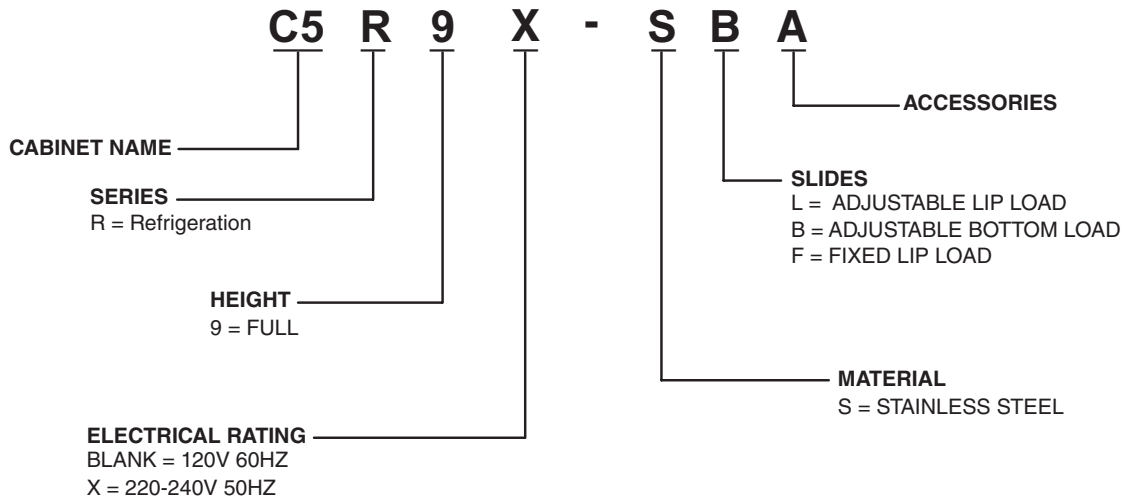 C5 R 9 X - S B A
ACCESSORIES
CABINET NAME
SERIES
R = Refrigeration
SLIDES
L = ADJUSTABLE LIP LOAD
B = ADJUSTABLE BOTTOM LOAD
F = FIXED LIP LOAD
HEIGHT
9 = FULL
MATERIAL
S = STAINLESS STEEL
ELECTRICAL RATING
BLANK = 120V 60HZ
X = 220-240V 50HZ